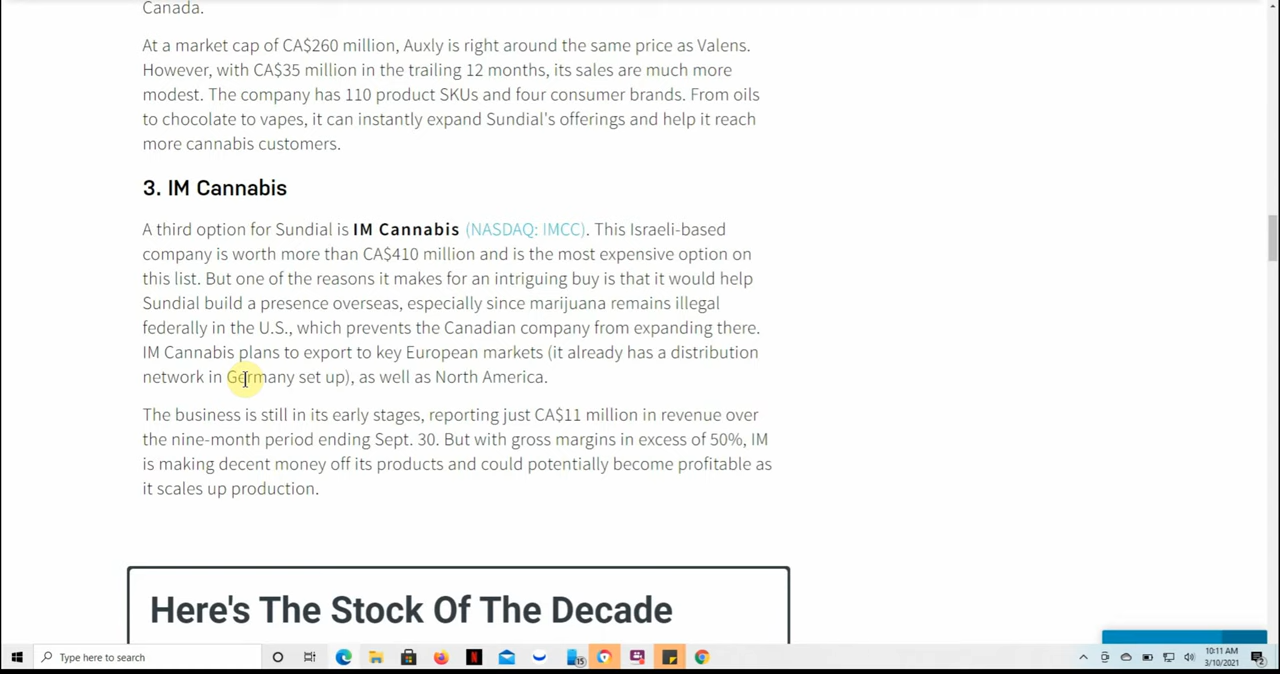 Canada.
At a market cap of CA$260 million, Auxly is right around the same price as Valens.
However, with CA$35 million in the trailing 12 months, its sales are much more
modest. The company has 110 product SKUs and four consumer brands. From oils
to chocolate to vapes, it can instantly expand Sundial's offerings and help it reach
more cannabis customers.
3. IM Cannabis
A third option for Sundial is IM Cannabis (NASDAQ: IMCC). This Israeli-based
company is worth more than CA$410 million and is the most expensive option on
this list. But one of the reasons it makes for an intriguing buy is that it would help
Sundial build a presence overseas, especially since marijuana remains illegal
federally in the U.S., which prevents the Canadian company from expanding there.
IM Cannabis plans to export to key European markets (it already has a distribution
network in Germany set up), as well as North America.
The business is still in its early stages, reporting just CA$11 million in revenue over
the nine-month period ending Sept. 30. But with gross margins in excess of 50%, IM
is making decent money off its products and could potentially become profitable as
it scales up production.
Here's The Stock Of The Decade
Type here to search
15
10:11 AM
3/10/2021
2